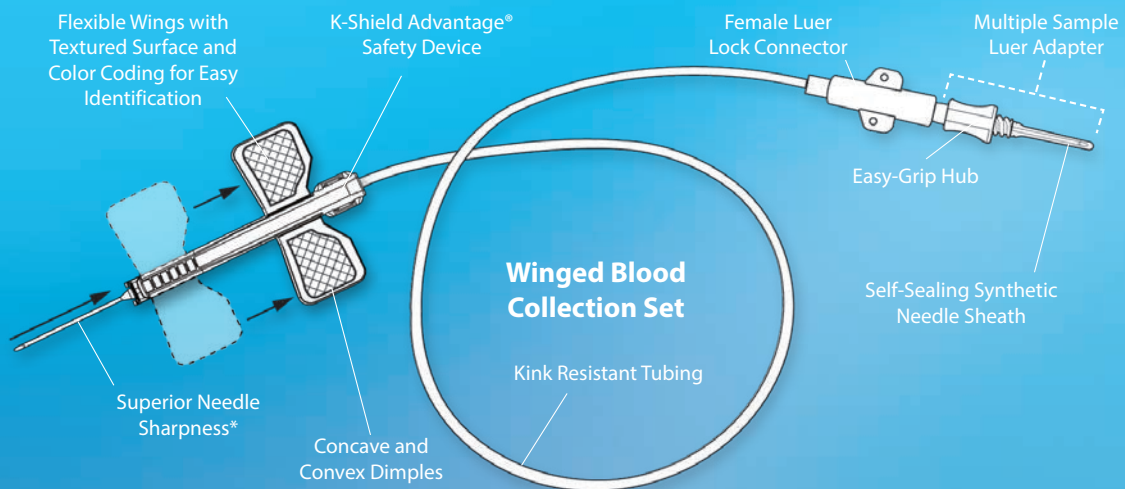 Flexible Wings with
Textured Surface and
Color Coding for Easy
Identification
K-Shield Advantage®
Safety Device
Female Luer
Lock Connector
Multiple Sample
Luer Adapter
Easy-Grip Hub
Self-Sealing Synthetic
Needle Sheath
Winged Blood
Collection Set
Kink Resistant Tubing
Superior Needle
Sharpness*
Concave and
Convex Dimples